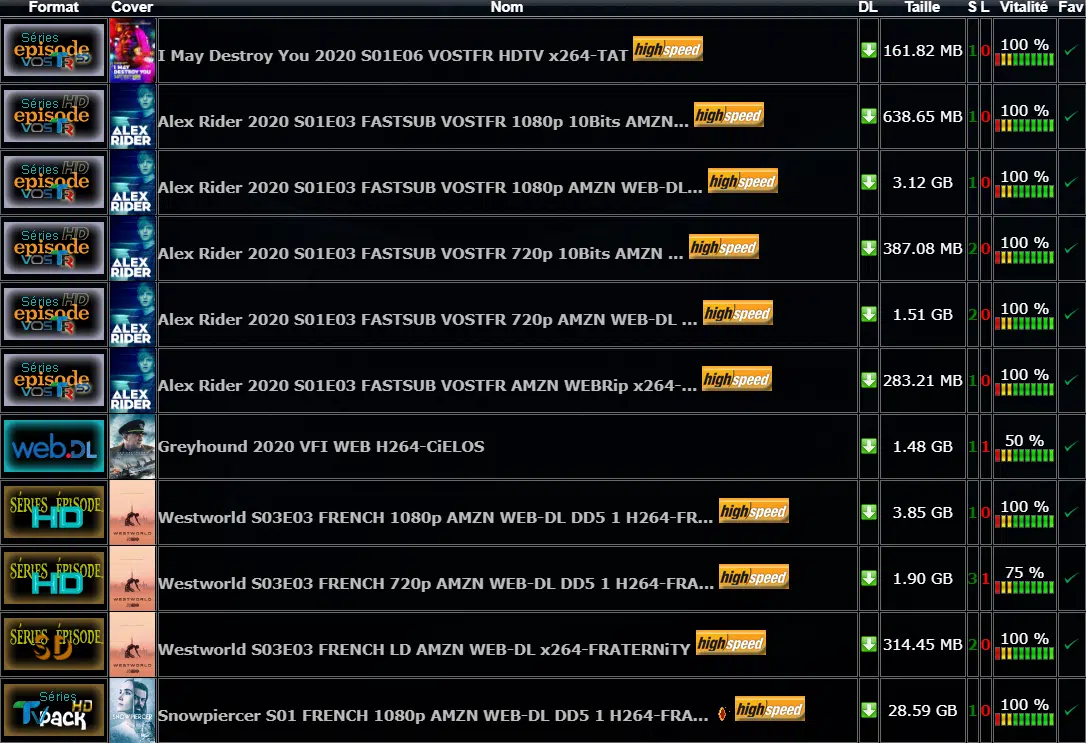 Format Cover Nom DL Taille S L Vitalité Fav
Séries
épisode
VOSTFR SD
I MAY DESTROY YOU
I May Destroy You 2020 S01E06 VOSTFR HDTV x264-TAT highspeed 161.82 MB 1 0 100 %
Séries HD
épisode
VOSTFR
ALEX RIDER
Alex Rider 2020 S01E03 FASTSUB VOSTFR 1080p 10Bits AMZN... highspeed 638.65 MB 1 0 100 %
Séries HD
épisode
VOSTFR
ALEX RIDER
Alex Rider 2020 S01E03 FASTSUB VOSTFR 1080p AMZN WEB-DL... highspeed 3.12 GB 1 0 100 %
Séries HD
épisode
VOSTFR
ALEX RIDER
Alex Rider 2020 S01E03 FASTSUB VOSTFR 720p 10Bits AMZN ... highspeed 387.08 MB 2 0 100 %
Séries HD
épisode
VOSTFR
ALEX RIDER
Alex Rider 2020 S01E03 FASTSUB VOSTFR 720p AMZN WEB-DL ... highspeed 1.51 GB 2 0 100 %
Séries
épisode
VOSTFR SD
ALEX RIDER
Alex Rider 2020 S01E03 FASTSUB VOSTFR AMZN WEBRip x264-... highspeed 283.21 MB 1 0 100 %
web.DL
Greyhound 2020 VFI WEB H264-CiELOS 1.48 GB 1 1 50 %
SÉRIES ÉPISODE
HD
WESTWORLD
Westworld S03E03 FRENCH 1080p AMZN WEB-DL DD5 1 H264-FR... highspeed 3.85 GB 1 0 100 %
SÉRIES ÉPISODE
HD
WESTWORLD
Westworld S03E03 FRENCH 720p AMZN WEB-DL DD5 1 H264-FRA... highspeed 1.90 GB 3 1 75 %
SÉRIES ÉPISODE
SD
WESTWORLD
Westworld S03E03 FRENCH LD AMZN WEB-DL x264-FRATERNiTY highspeed 314.45 MB 2 0 100 %
Séries
TVpack HD
SNOWPIERCER
Snowpiercer S01 FRENCH 1080p AMZN WEB-DL DD5 1 H264-FRA... highspeed 28.59 GB 1 0 100 %